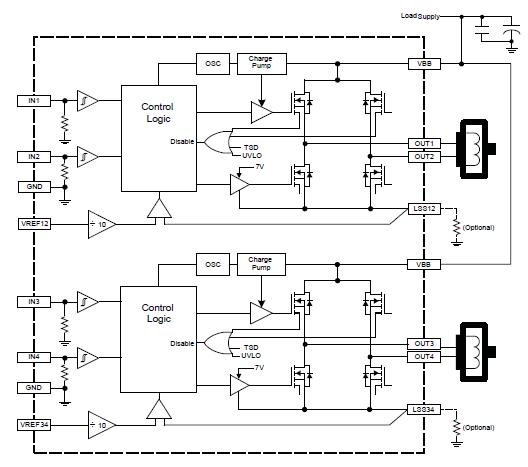 Load Supply
OSC
Charge
Pump
VBB
IN1
Control
Logic
Disable
TSD
UVLO
OUT1
IN2
OUT2
7V
GND
LSS12
VREF12
÷ 10
(Optional)
OSC
Charge
Pump
VBB
IN3
Control
Logic
Disable
TSD
UVLO
OUT3
IN4
OUT4
7V
GND
LSS34
VREF34
÷ 10
(Optional)